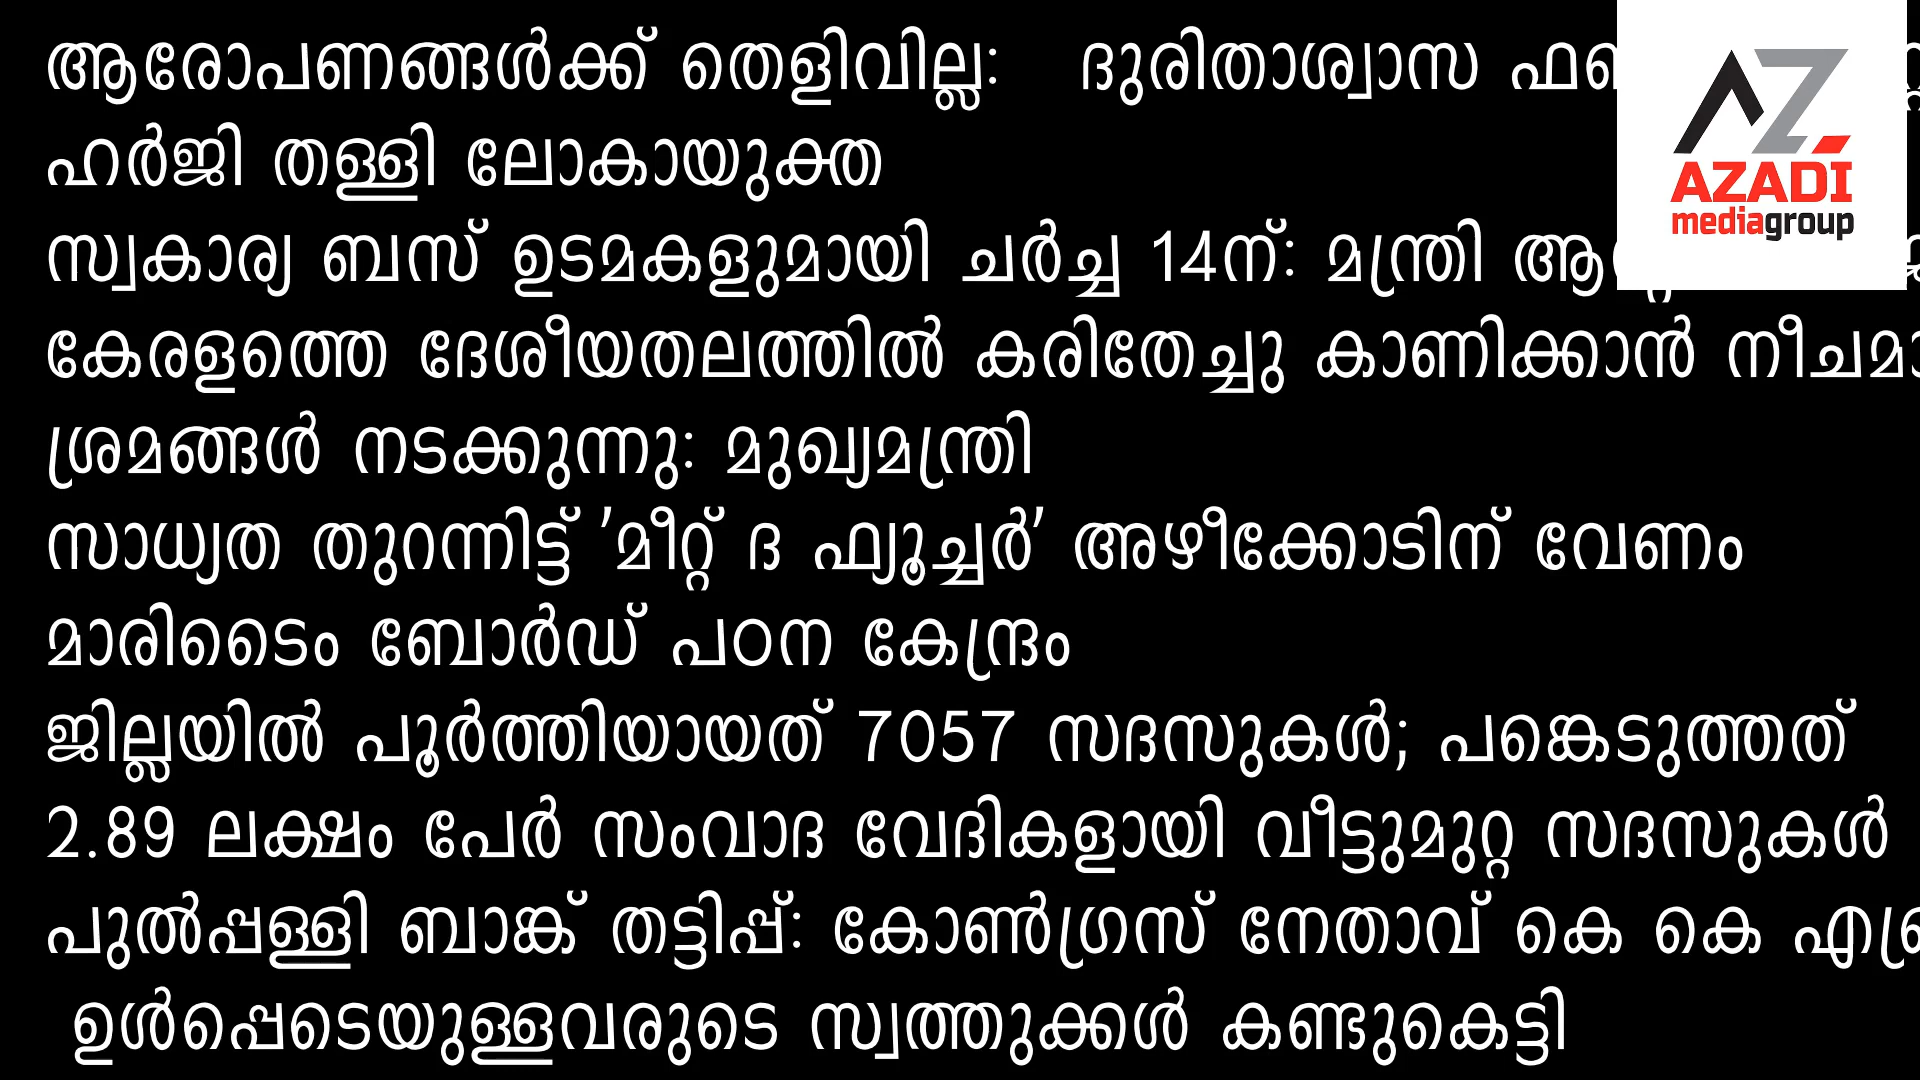 ആരോപണങ്ങൾക്ക് തെളിവില്ല: ദുരിതാശ്വാസ
ഹർജി തള്ളി ലോകായുക്ത
സ്വകാര്യ ബസ് ഉടമകളുമായി ചർച്ച 14ന്: മന്ത്രി
കേരളത്തെ ദേശീയതലത്തിൽ കരിതേച്ചു കാണിക്കാൻ
ശ്രമങ്ങൾ നടക്കുന്നു: മുഖ്യമന്ത്രി
സാധ്യത തുറന്നിട്ട് 'മീറ്റ് ദ ഫ്യൂച്ചർ' അഴീക്കോടിന് വേണം
മാരിടൈം ബോർഡ് പഠന കേന്ദ്രം
ജില്ലയിൽ പൂർത്തിയായത് 7057 സദസുകൾ; പങ്കെടുത്തത്
2.89 ലക്ഷം പേർ സംവാദ വേദികളായി വീട്ടുമുറ്റ സദസുകൾ
പുൽപ്പള്ളി ബാങ്ക് തട്ടിപ്പ്: കോൺഗ്രസ് നേതാവ് കെ കെ
ഉൾപ്പെടെയുള്ളവരുടെ സ്വത്തുക്കൾ കണ്ടുകെട്ടി
AZ
AZADI
mediagroup